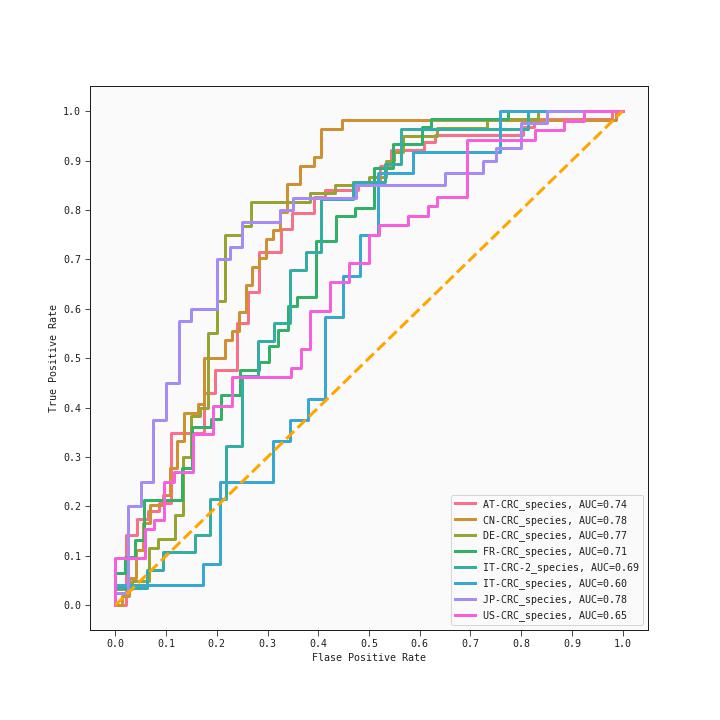 1.0
0.9
0.8
0.7
0.6
0.5
0.4
0.3
0.2
0.1
0.0
True Positive Rate
AT-CRC_species, AUC=0.74
CN-CRC_species, AUC=0.78
DE-CRC_species, AUC=0.77
FR-CRC_species, AUC=0.71
IT-CRC-2_species, AUC=0.69
IT-CRC_species, AUC=0.60
JP-CRC_species, AUC=0.78
US-CRC_species, AUC=0.65
0.0 0.1 0.2 0.3 0.4 0.5 0.6 0.7 0.8 0.9 1.0
Flase Positive Rate